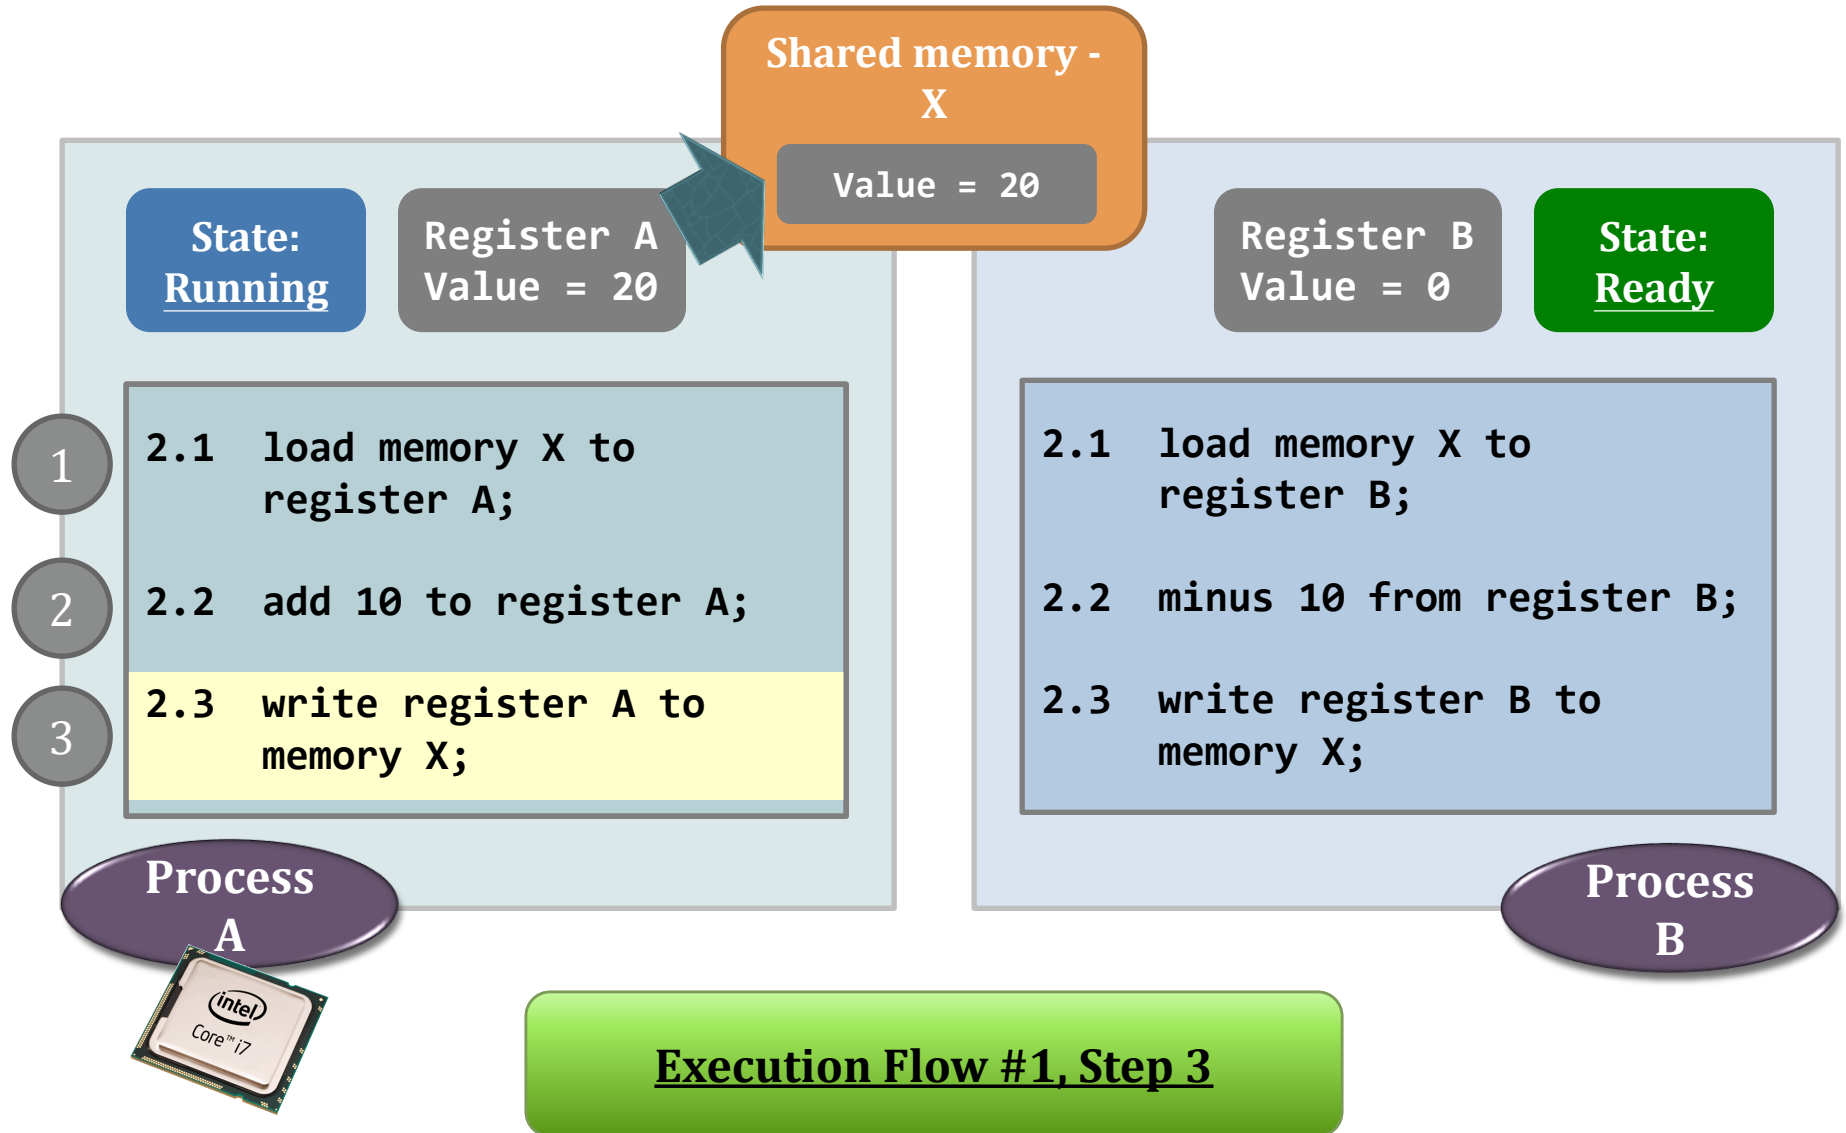 Shared memory -
X
Value = 20
State:
Running
Register A
Value = 20
Register B
Value = 0
State:
Ready
1
2.1 load memory X to
register A;
2
2.2 add 10 to register A;
3
2.3 write register A to
memory X;
2.1 load memory X to
register B;
2.2 minus 10 from register B;
2.3 write register B to
memory X;
Process
A
Process
B
intel
Core™ i7
Execution Flow #1, Step 3